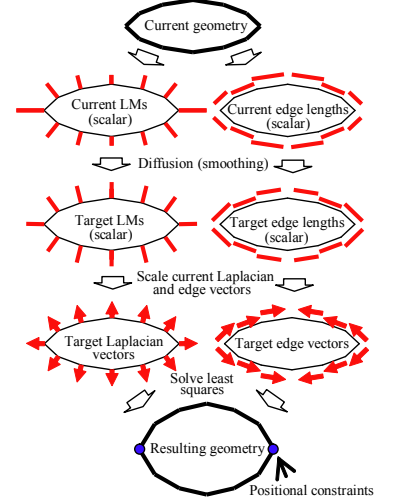 Current geometry
Current LMs
(scalar)
Current edge lengths
(scalar)
Diffusion (smoothing)
Target LMs
(scalar)
Target edge lengths
(scalar)
Scale current Laplacian
and edge vectors
Target Laplacian
vectors
Target edge vectors
Solve least
squares
Resulting geometry
Positional constraints